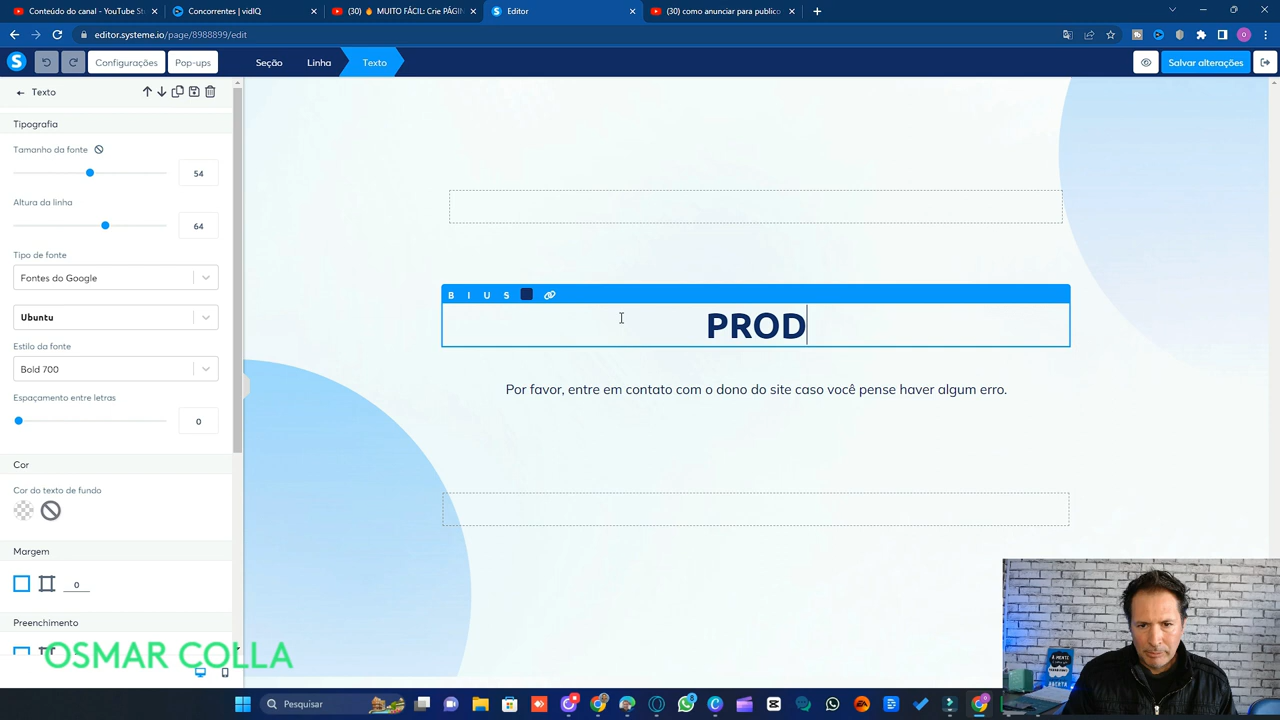 Conteúdo do canal - YouTube St
Concorrentes | vidIQ
(30) 🔥 MUITO FÁCIL: Crie PÁGIN
Editor
(30) como anunciar para publico
editor.systeme.io/page/8988899/edit
Configurações
Pop-ups
Seção
Linha
Texto
Salvar alterações
Texto
Tipografia
Tamanho da fonte
54
Altura da linha
64
Tipo de fonte
Fontes do Google
Ubuntu
Estilo da fonte
Bold 700
Espaçamento entre letras
0
Cor
Cor do texto de fundo
Margem
0
Preenchimento
B I U S
PROD
Por favor, entre em contato com o dono do site caso você pense haver algum erro.
OSMAR COLLA
A MENTE
ABERTA
Pesquisar